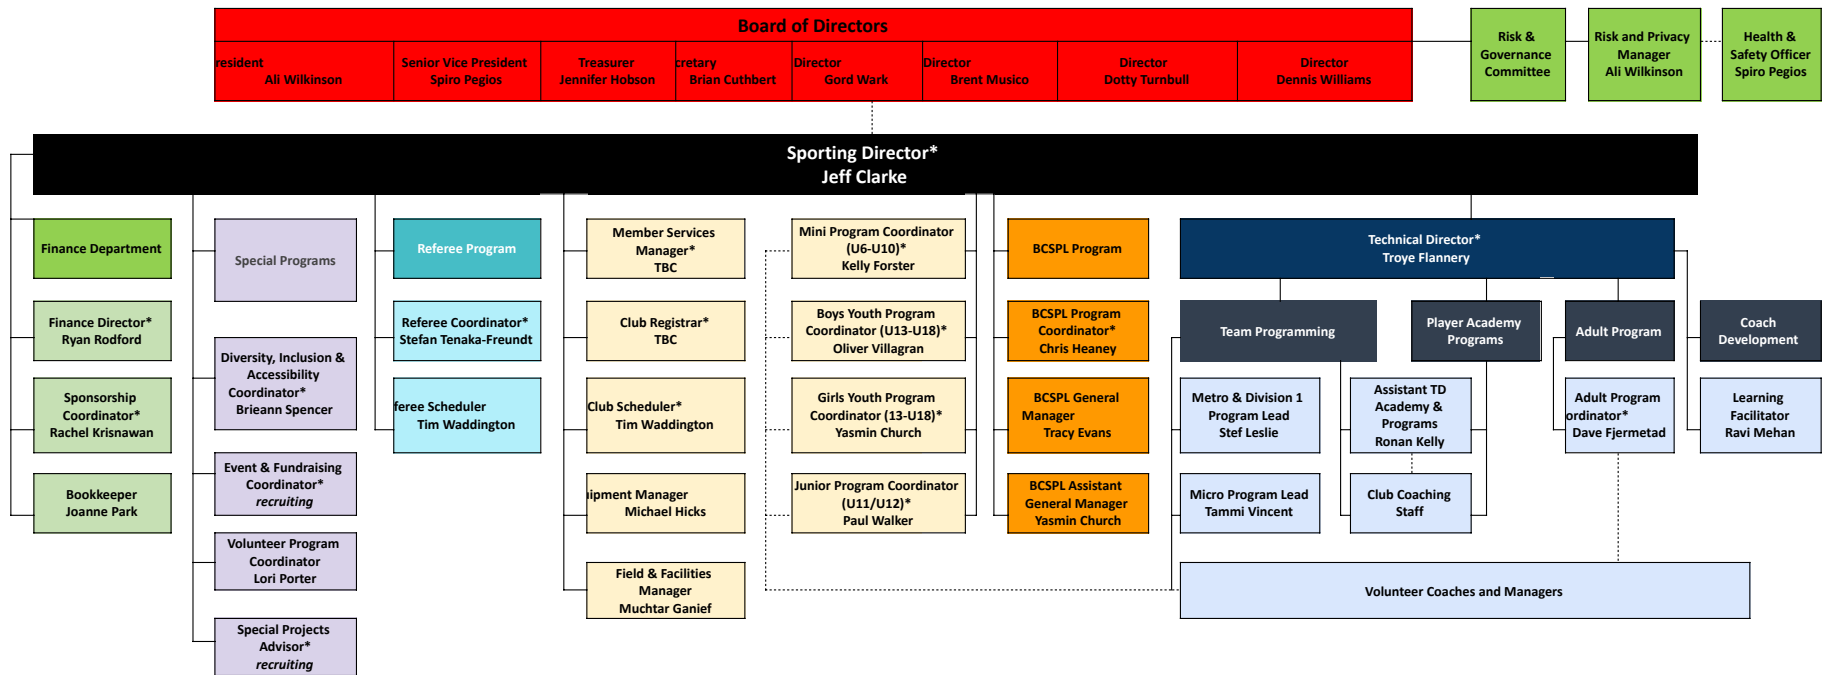 Board of Directors
resident
Ali Wilkinson
Senior Vice President
Spiro Pegios
Treasurer
Jennifer Hobson
cretary
Brian Cuthbert
Director
Gord Wark
Director
Brent Musico
Director
Dotty Turnbull
Director
Dennis Williams
Risk &
Governance
Committee
Risk and Privacy
Manager
Ali Wilkinson
Health &
Safety Officer
Spiro Pegios
Sporting Director*
Jeff Clarke
Finance Department
Finance Director*
Ryan Rodford
Sponsorship
Coordinator*
Rachel Krisnawan
Bookkeeper
Joanne Park
Special Programs
Diversity, Inclusion &
Accessibility
Coordinator*
Brieann Spencer
Event & Fundraising
Coordinator*
recruiting
Volunteer Program
Coordinator
Lori Porter
Special Projects
Advisor*
recruiting
Referee Program
Referee Coordinator*
Stefan Tenaka-Freundt
feree Scheduler
Tim Waddington
Member Services
Manager*
TBC
Club Registrar*
TBC
Club Scheduler*
Tim Waddington
uipment Manager
Michael Hicks
Field & Facilities
Manager
Muchtar Ganief
Mini Program Coordinator
(U6-U10)*
Kelly Forster
Boys Youth Program
Coordinator (U13-U18)*
Oliver Villagran
Girls Youth Program
Coordinator (13-U18)*
Yasmin Church
Junior Program Coordinator
(U11/U12)*
Paul Walker
BCSPL Program
BCSPL Program
Coordinator*
Chris Heaney
BCSPL General
Manager
Tracy Evans
BCSPL Assistant
General Manager
Yasmin Church
Technical Director*
Troye Flannery
Team Programming
Metro & Division 1
Program Lead
Stef Leslie
Micro Program Lead
Tammi Vincent
Player Academy
Programs
Assistant TD
Academy &
Programs
Ronan Kelly
Club Coaching
Staff
Adult Program
Adult Program
ordinator*
Dave Fjermetad
Coach
Development
Learning
Facilitator
Ravi Mehan
Volunteer Coaches and Managers